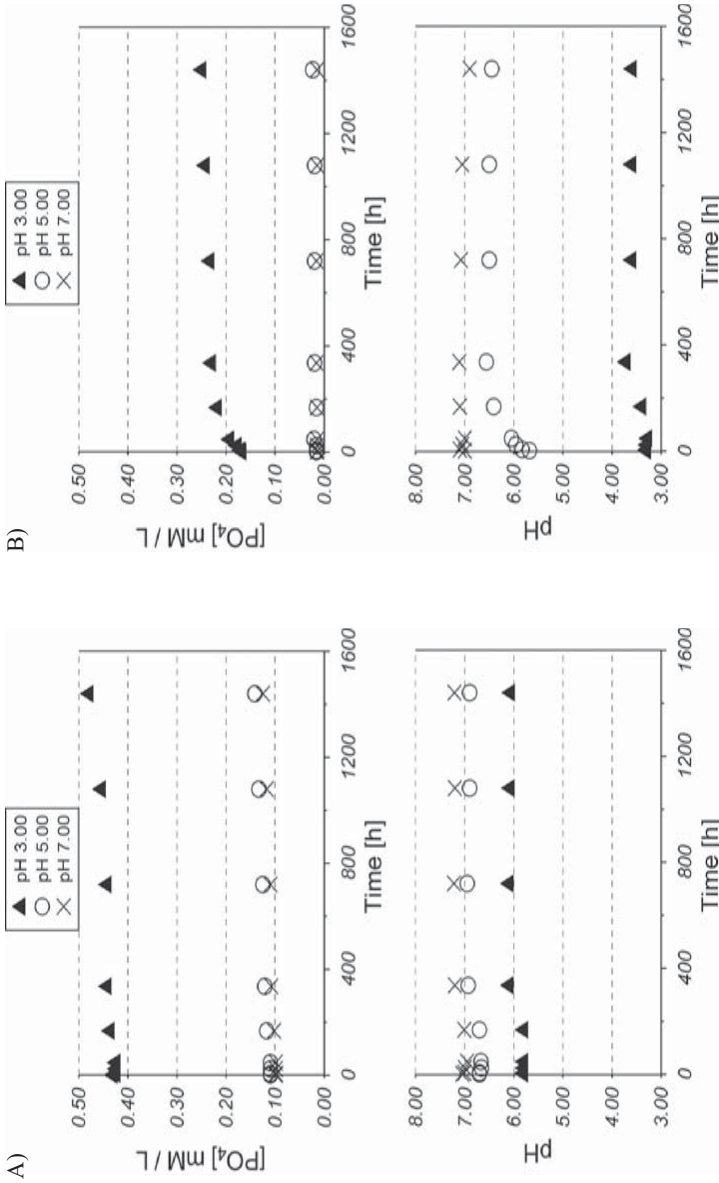 A)
▲ pH 3.00
○ pH 5.00
× pH 7.00
[PO₄] mM / L
0.50
0.40
0.30
0.20
0.10
0.00
0
400
800
1200
1600
Time [h]
pH
8.00
7.00
6.00
5.00
4.00
3.00
0
400
800
1200
1600
Time [h]
B)
▲ pH 3.00
○ pH 5.00
× pH 7.00
[PO₄] mM / L
0.50
0.40
0.30
0.20
0.10
0.00
0
400
800
1200
1600
Time [h]
pH
8.00
7.00
6.00
5.00
4.00
3.00
0
400
800
1200
1600
Time [h]